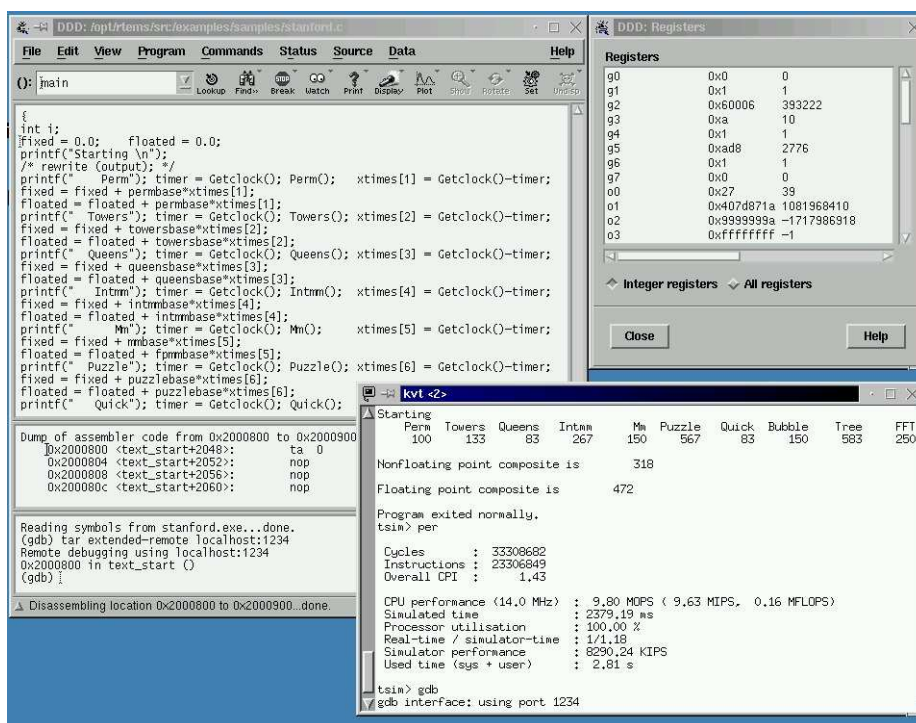 DDD: /opt/rtems/src/examples/samples/stanford.c
File Edit View Program Commands Status Source Data Help
(): main
Lookup Find» Break Watch Print Display Plot Show Rotate Set Undisp
{
int i;
fixed = 0.0; floated = 0.0;
printf("Starting \n");
/* rewrite (output); */
printf(" Perm"); timer = Getclock(); Perm(); xtimes[1] = Getclock()-timer;
fixed = fixed + permbase*xtimes[1];
floated = floated + permbase*xtimes[1];
printf(" Towers"); timer = Getclock(); Towers(); xtimes[2] = Getclock()-timer;
fixed = fixed + towersbase*xtimes[2];
floated = floated + towersbase*xtimes[2];
printf(" Queens"); timer = Getclock(); Queens(); xtimes[3] = Getclock()-timer;
fixed = fixed + queensbase*xtimes[3];
floated = floated + queensbase*xtimes[3];
printf(" Intmm"); timer = Getclock(); Intmm(); xtimes[4] = Getclock()-timer;
fixed = fixed + intmmbase*xtimes[4];
floated = floated + intmmbase*xtimes[4];
printf(" Mm"); timer = Getclock(); Mm(); xtimes[5] = Getclock()-timer;
fixed = fixed + mmbase*xtimes[5];
floated = floated + fpmmbase*xtimes[5];
printf(" Puzzle"); timer = Getclock(); Puzzle(); xtimes[6] = Getclock()-timer;
fixed = fixed + puzzlebase*xtimes[6];
floated = floated + puzzlebase*xtimes[6];
printf(" Quick"); timer = Getclock(); Quick();
Dump of assembler code from 0x2000800 to 0x2000900
0x2000800 <text_start+2048>: ta 0
0x2000804 <text_start+2052>: nop
0x2000808 <text_start+2056>: nop
0x200080c <text_start+2060>: nop
Reading symbols from stanford.exe...done.
(gdb) tar extended-remote localhost:1234
Remote debugging using localhost:1234
0x2000800 in text_start ()
(gdb)
Disassembling location 0x2000800 to 0x2000900...done.
DDD: Registers
Registers
g0 0x0 0
g1 0x1 1
g2 0x60006 393222
g3 0xa 10
g4 0x1 1
g5 0xad8 2776
g6 0x1 1
g7 0x0 0
o0 0x27 39
o1 0x407d871a 1081968410
o2 0x9999999a -1717986918
o3 0xffffffff -1
Integer registers All registers
Close Help
kvt <2>
Starting
Perm Towers Queens Intmm Mm Puzzle Quick Bubble Tree FFT
100 133 83 267 150 567 83 150 583 250
Nonfloating point composite is 318
Floating point composite is 472
Program exited normally.
tsim> per
Cycles : 33308682
Instructions : 23306849
Overall CPI : 1.43
CPU performance (14.0 MHz) : 9.80 MOPS ( 9.63 MIPS, 0.16 MFLOPS)
Simulated time : 2379.19 ms
Processor utilisation : 100.00 %
Real-time / simulator-time : 1/1.18
Simulator performance : 8290.24 KIPS
Used time (sys + user) : 2.81 s
tsim> gdb
gdb interface: using port 1234